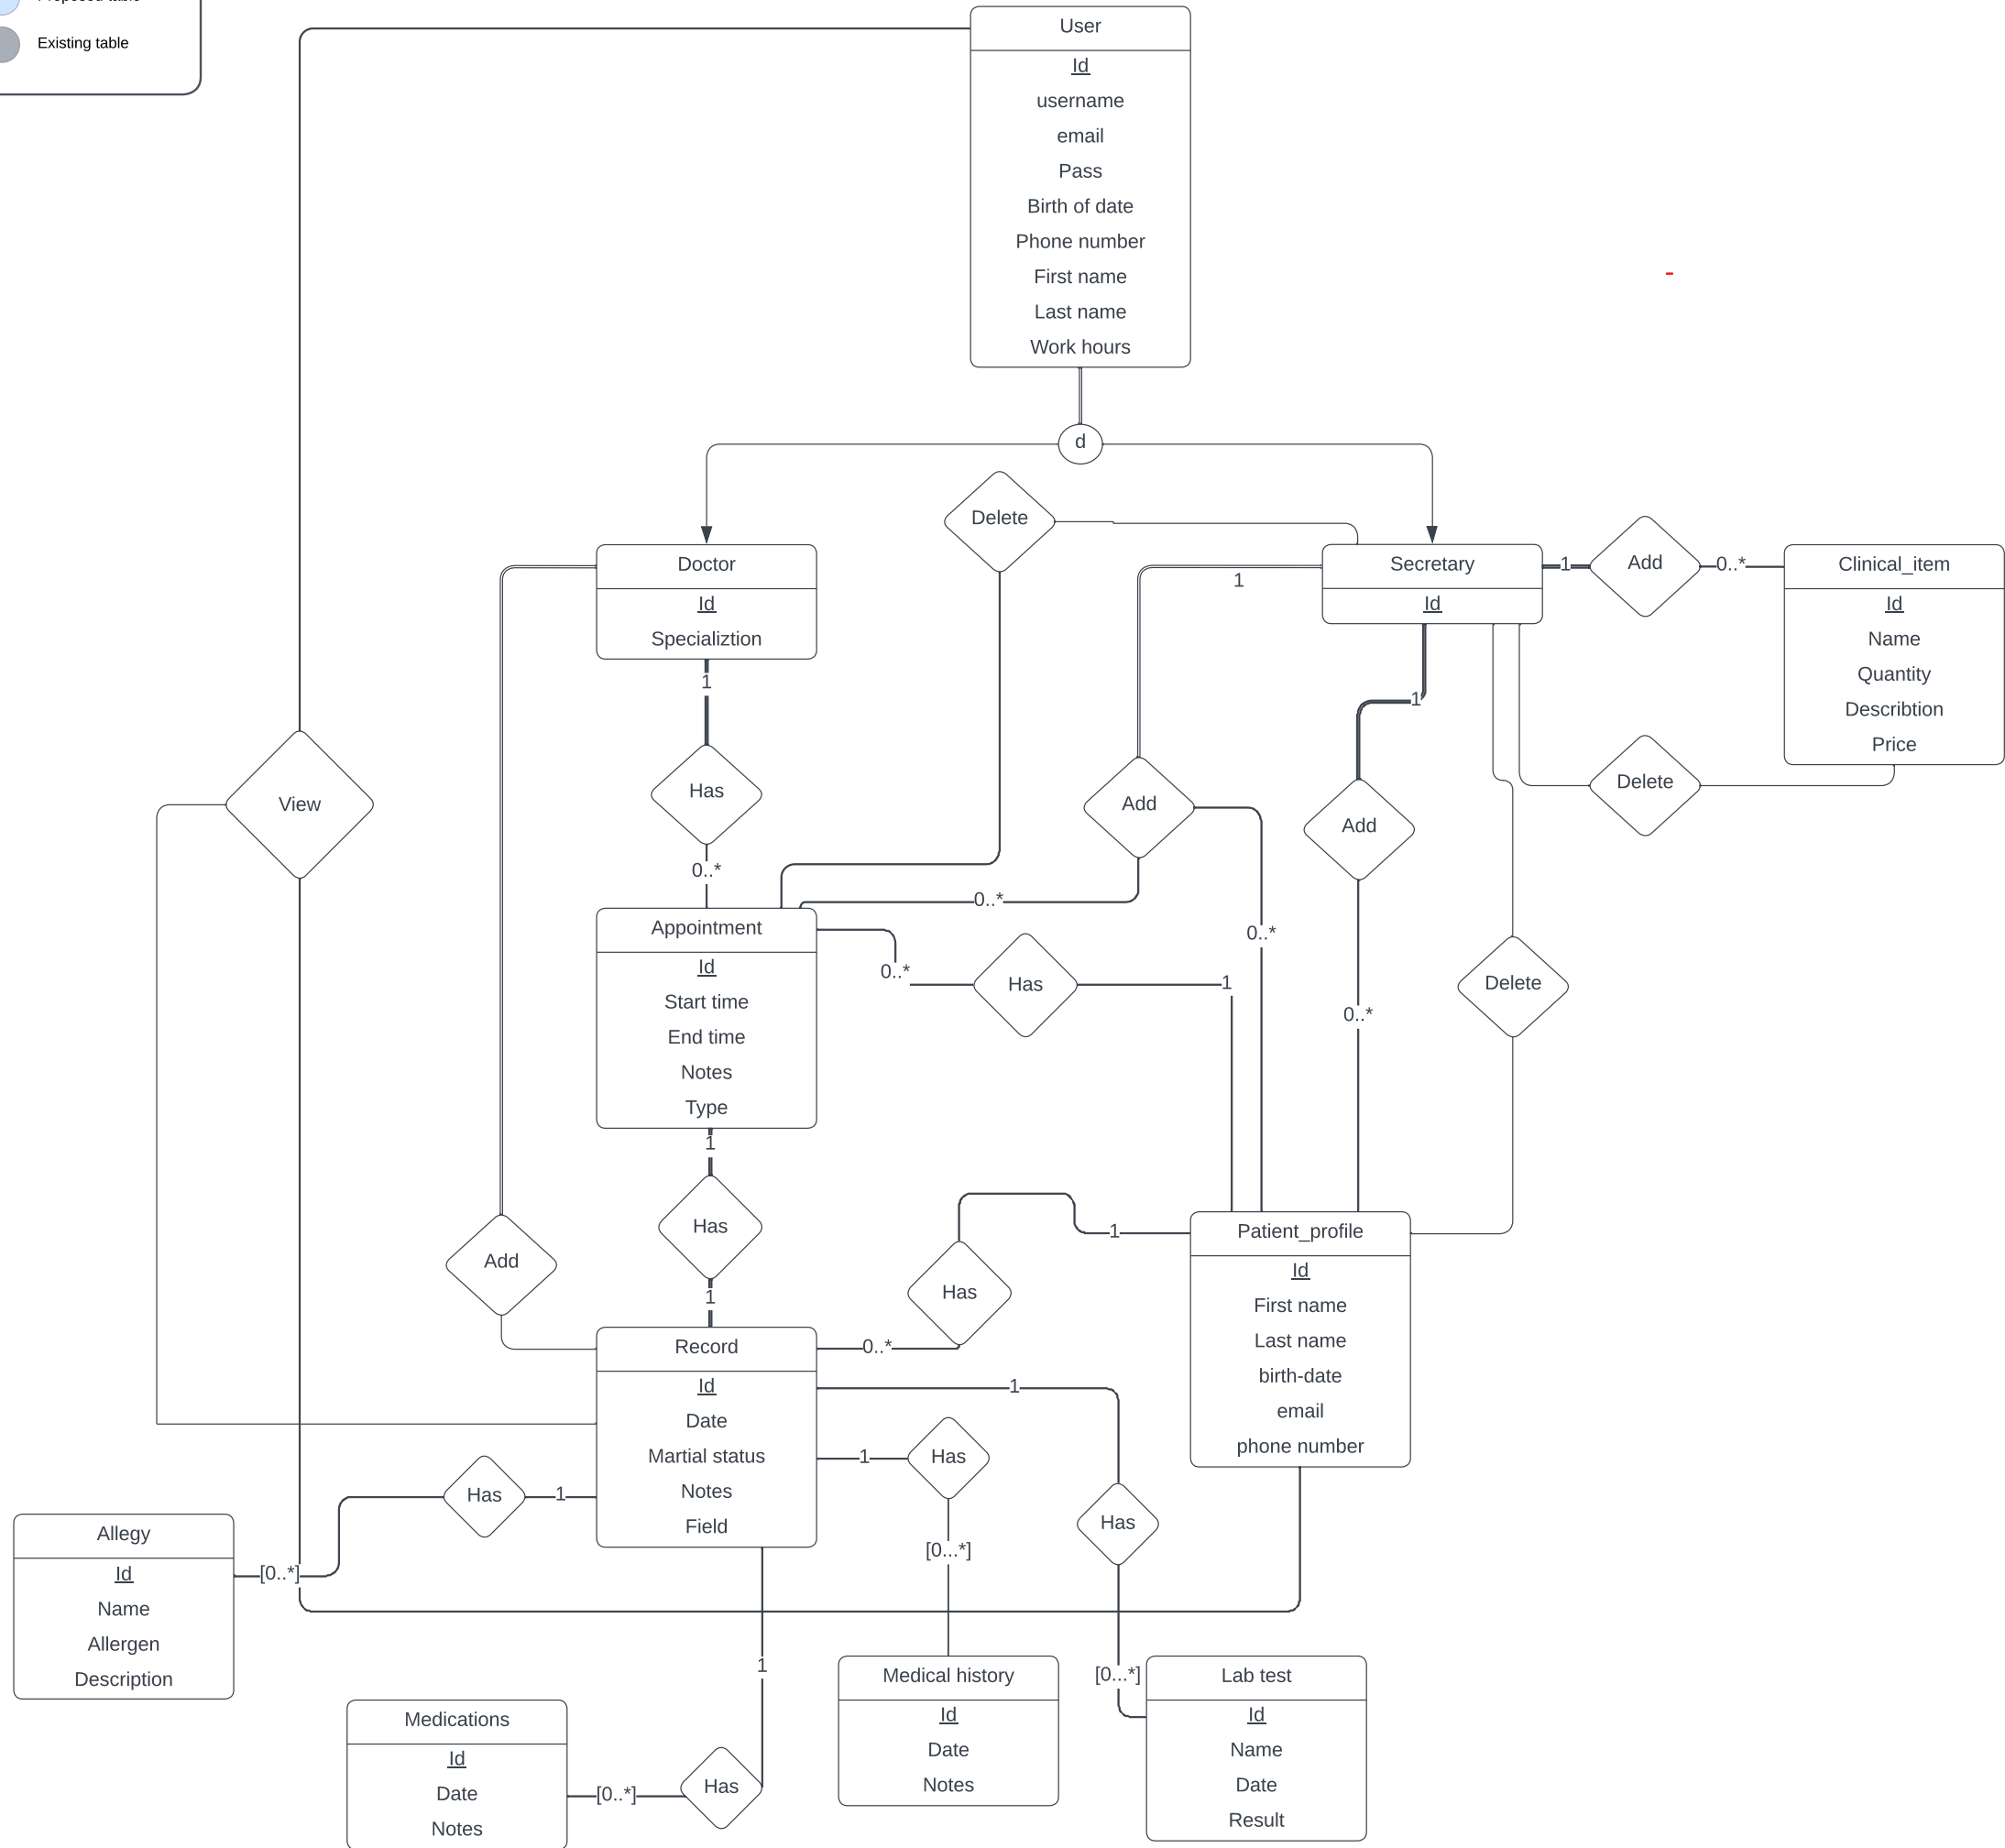 Proposed table
Existing table
User
Id
username
email
Pass
Birth of date
Phone number
First name
Last name
Work hours
d
Delete
Doctor
Id
Specializtion
Secretary
Id
1
Add
0..*
Clinical_item
Id
Name
Quantity
Describtion
Price
1
1
1
View
Has
Add
Add
Delete
0..*
0..*
0..*
Appointment
Id
Start time
End time
Notes
Type
0..*
Has
1
0..*
Delete
1
Has
1
Add
Has
1
0..*
Patient_profile
Id
First name
Last name
birth-date
email
phone number
Record
Id
Date
Martial status
Notes
Field
1
1
Has
Has
1
Has
[0...*]
[0..*]
Allegy
Id
Name
Allergen
Description
1
[0...*]
Medical history
Id
Date
Notes
Lab test
Id
Name
Date
Result
Medications
Id
Date
Notes
[0..*]
Has